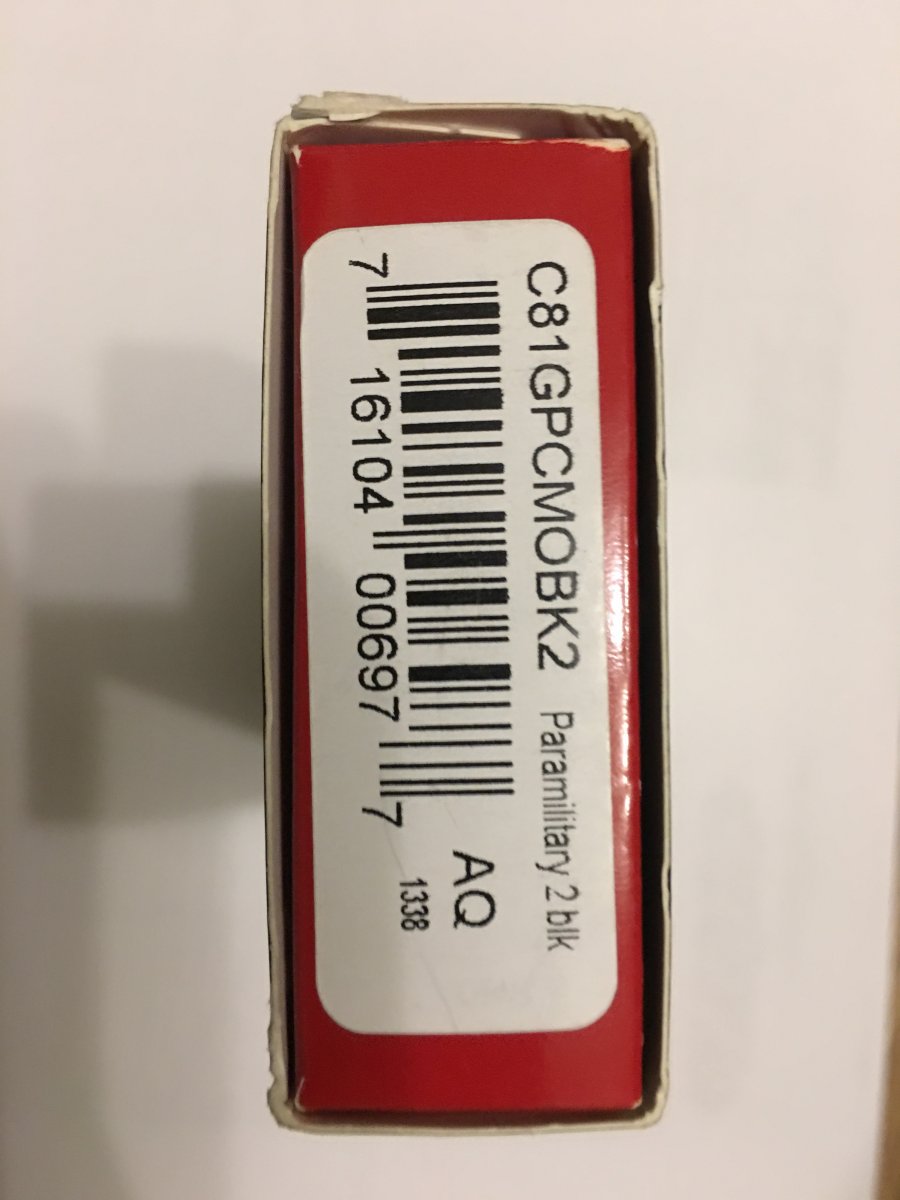 C81GPCMOBK2 Paramilitary 2 blk
7 16104 00697 7
AQ
1338